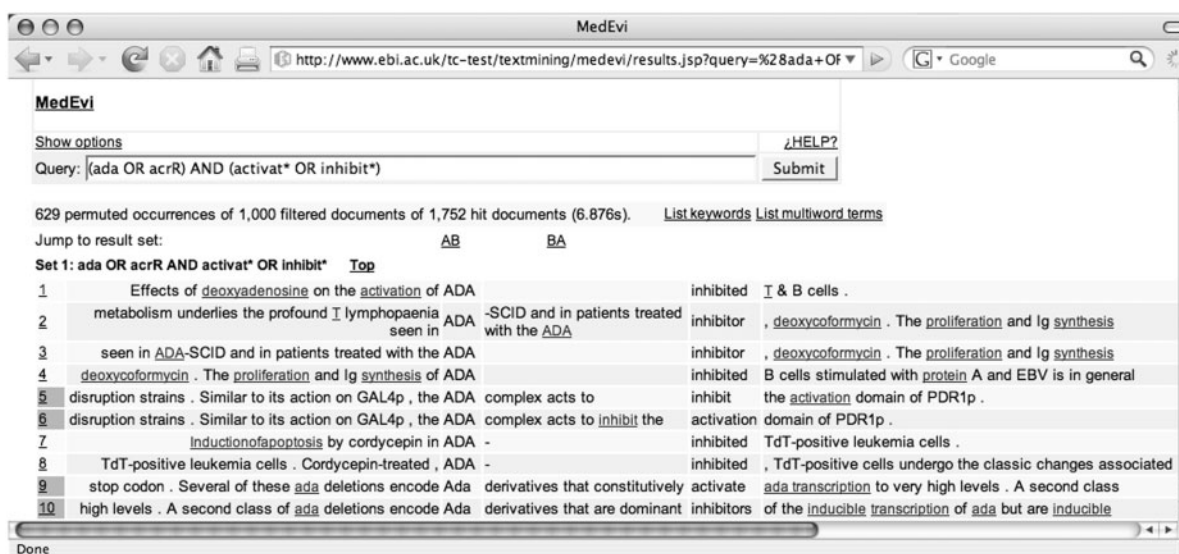 MedEvi
http://www.ebi.ac.uk/tc-test/textmining/medevi/results.jsp?query=%28ada+OF
G Google
MedEvi
Show options ¿HELP?
Query: (ada OR acrR) AND (activat* OR inhibit*) Submit
629 permuted occurrences of 1,000 filtered documents of 1,752 hit documents (6.876s). List keywords List multiword terms
Jump to result set: AB BA
Set 1: ada OR acrR AND activat* OR inhibit* Top
1 Effects of deoxyadenosine on the activation of ADA inhibited T & B cells .
2 metabolism underlies the profound T lymphopaenia seen in ADA -SCID and in patients treated with the ADA inhibitor , deoxycoformycin . The proliferation and Ig synthesis
3 seen in ADA-SCID and in patients treated with the ADA inhibitor , deoxycoformycin . The proliferation and Ig synthesis
4 deoxycoformycin . The proliferation and Ig synthesis of ADA inhibited B cells stimulated with protein A and EBV is in general
5 disruption strains . Similar to its action on GAL4p , the ADA complex acts to inhibit the activation domain of PDR1p .
6 disruption strains . Similar to its action on GAL4p , the ADA complex acts to inhibit the activation domain of PDR1p .
7 Inductionofapoptosis by cordycepin in ADA - inhibited TdT-positive leukemia cells .
8 TdT-positive leukemia cells . Cordycepin-treated , ADA - inhibited , TdT-positive cells undergo the classic changes associated
9 stop codon . Several of these ada deletions encode Ada derivatives that constitutively activate ada transcription to very high levels . A second class
10 high levels . A second class of ada deletions encode Ada derivatives that are dominant inhibitors of the inducible transcription of ada but are inducible
Done